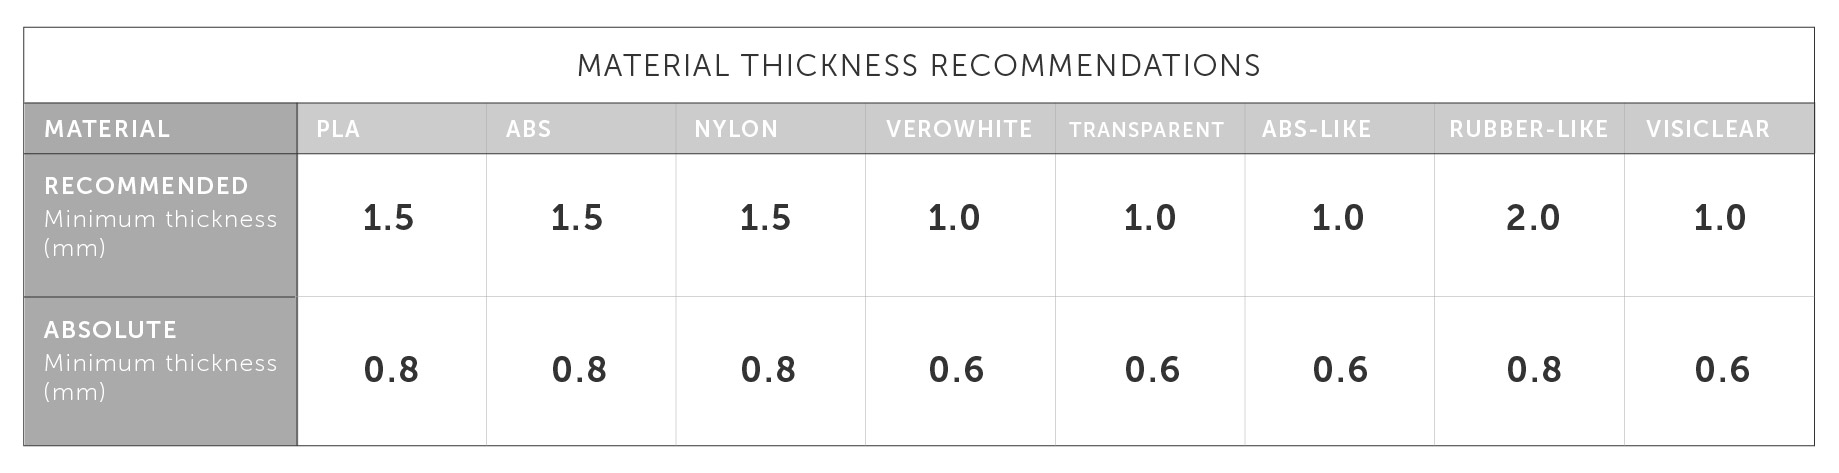 MATERIAL THICKNESS RECOMMENDATIONS
MATERIAL PLA ABS NYLON VEROWHITE TRANSPARENT ABS-LIKE RUBBER-LIKE VISICLEAR
RECOMMENDED
Minimum thickness
(mm)
1.5 1.5 1.5 1.0 1.0 1.0 2.0 1.0
ABSOLUTE
Minimum thickness
(mm)
0.8 0.8 0.8 0.6 0.6 0.6 0.8 0.6